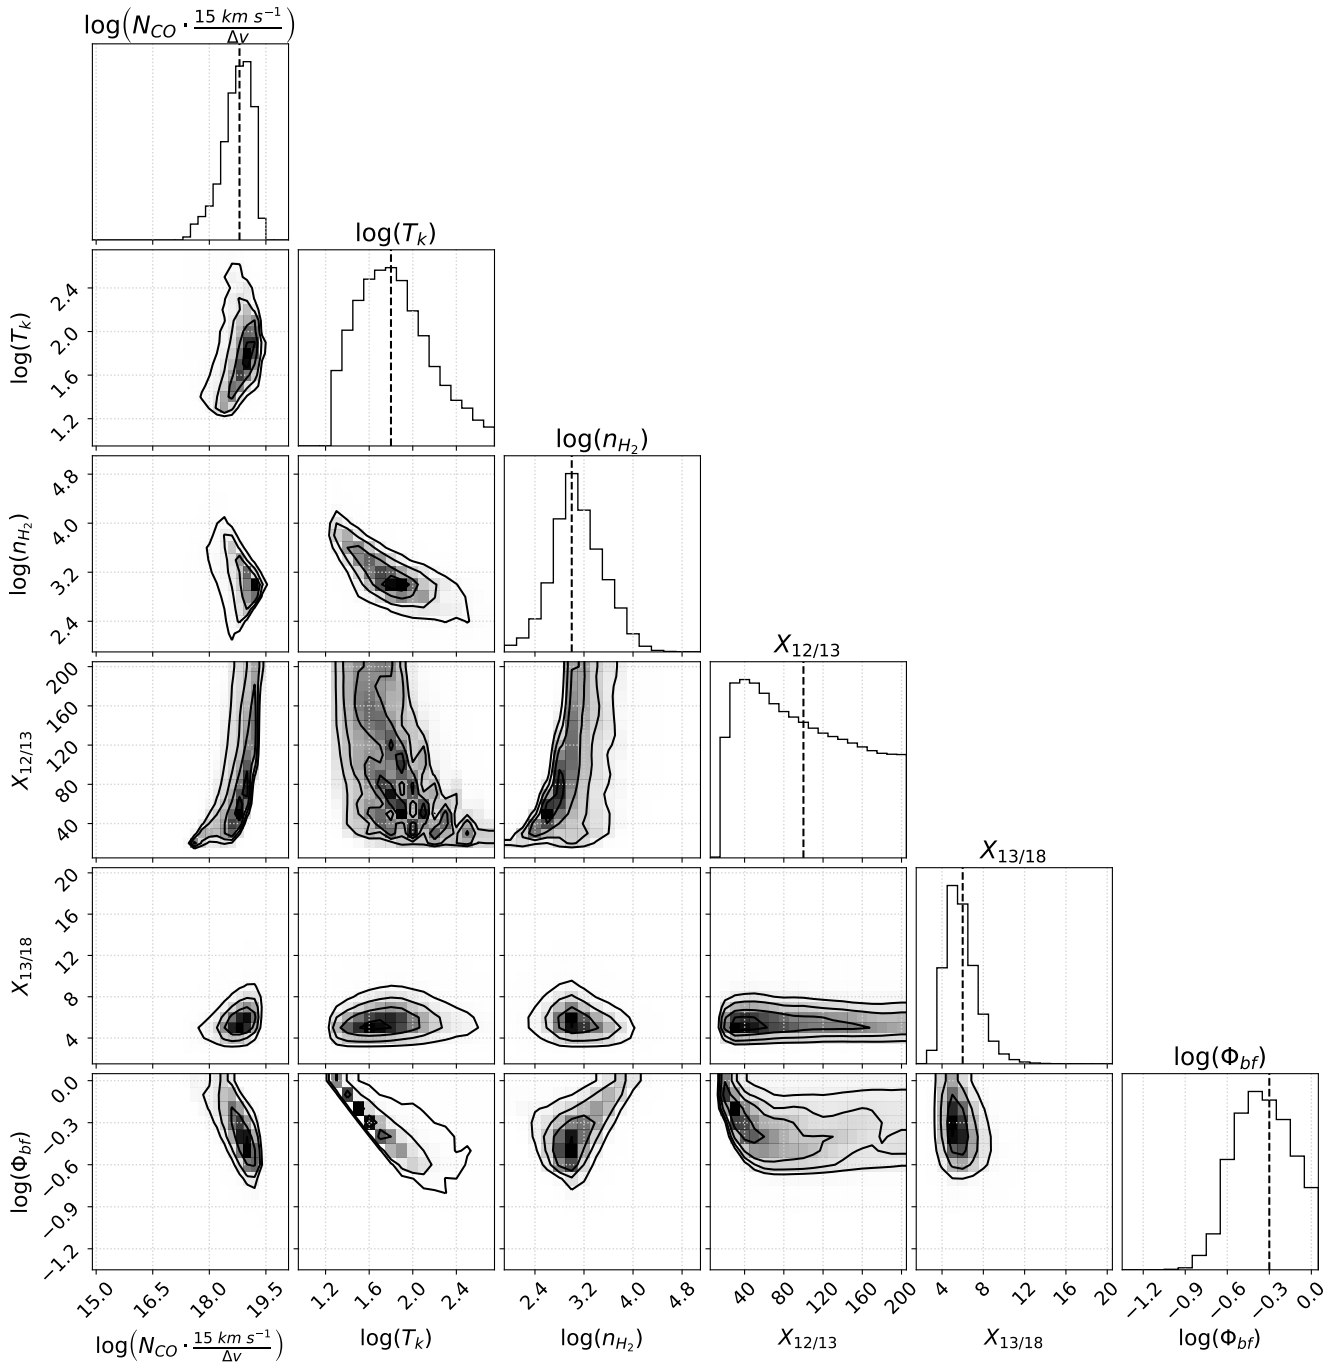 log(N_CO · 15 km s⁻¹/Δv)
log(T_k)
2.4
2.0
1.6
1.2
log(T_k)
log(n_H₂)
4.8
4.0
3.2
2.4
log(n_H₂)
X_12/13
200
160
120
80
40
X_12/13
X_13/18
20
16
12
8
4
X_13/18
log(Φ_bf)
0.0
−0.3
−0.6
−0.9
−1.2
log(Φ_bf)
15.0 16.5 18.0 19.5 1.2 1.6 2.0 2.4 2.4 3.2 4.0 4.8 40 80 120 160 200 4 8 12 16 20 −1.2 −0.9 −0.6 −0.3 0.0
log(N_CO · 15 km s⁻¹/Δv) log(T_k) log(n_H₂) X_12/13 X_13/18 log(Φ_bf)